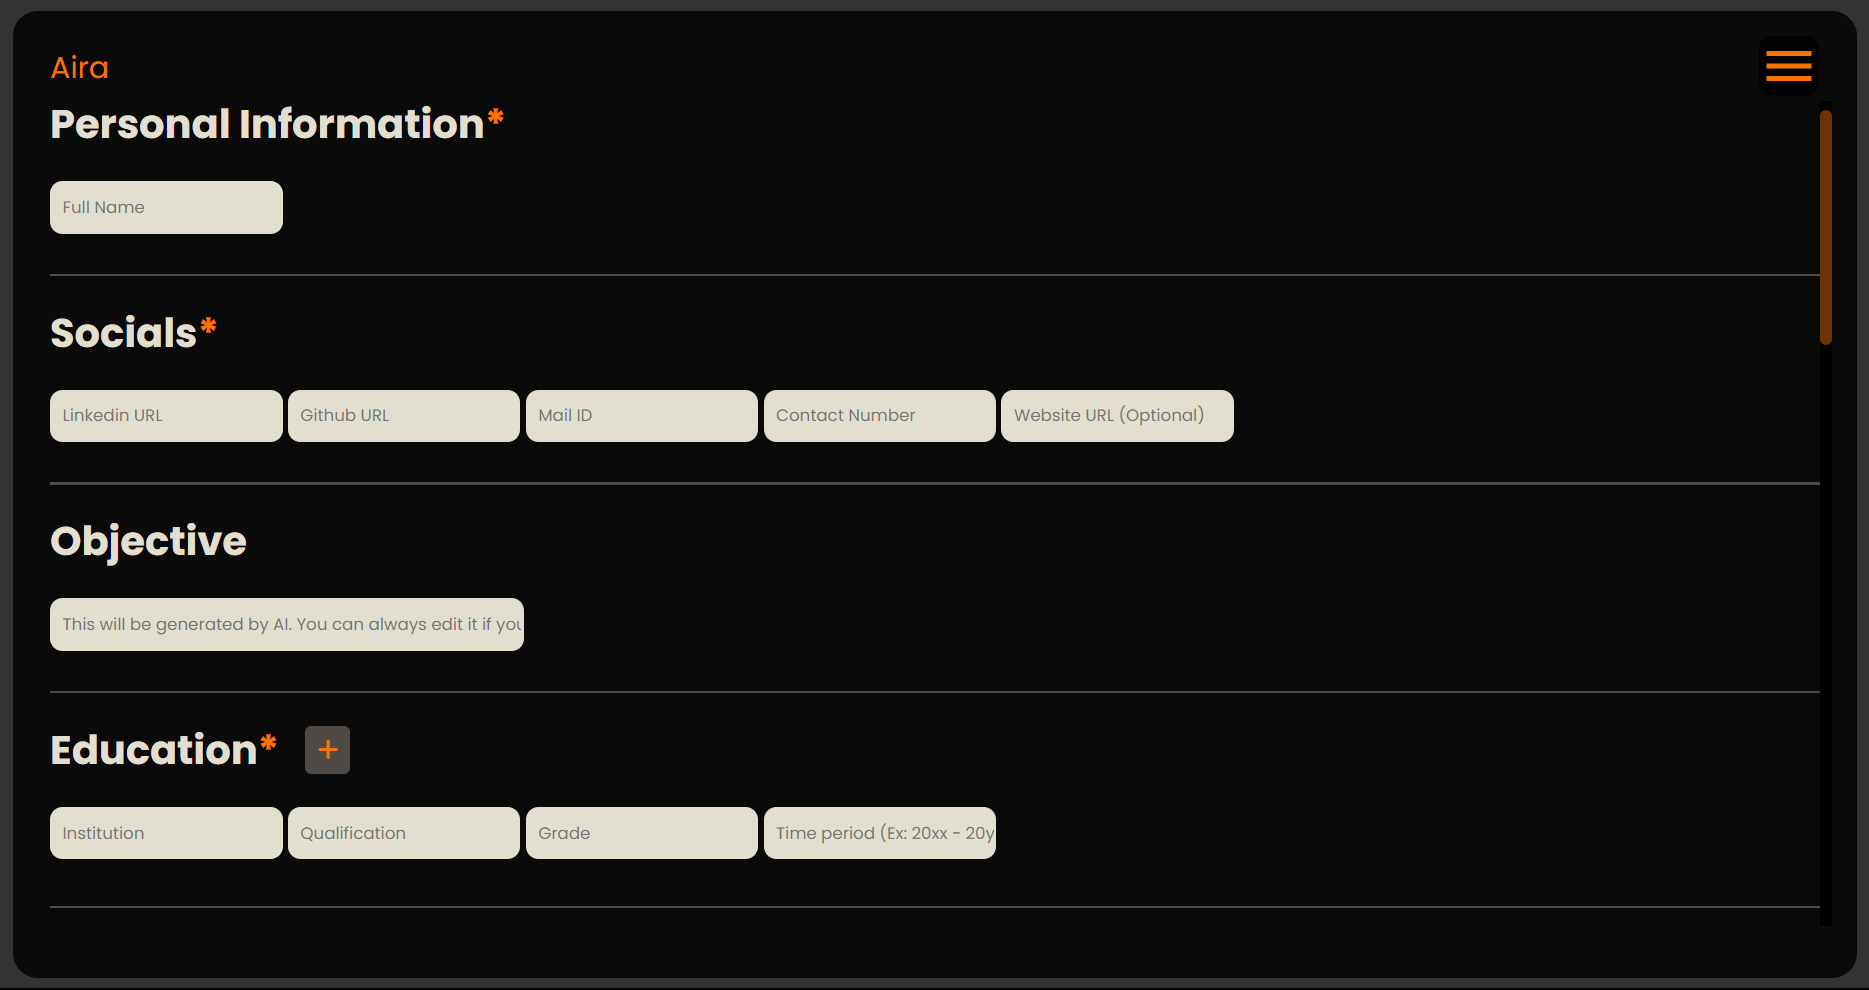 Aira
Personal Information*
Full Name
Socials*
Linkedin URL Github URL Mail ID Contact Number Website URL (Optional)
Objective
This will be generated by AI. You can always edit it if you
Education* +
Institution Qualification Grade Time period (Ex: 20xx - 20y